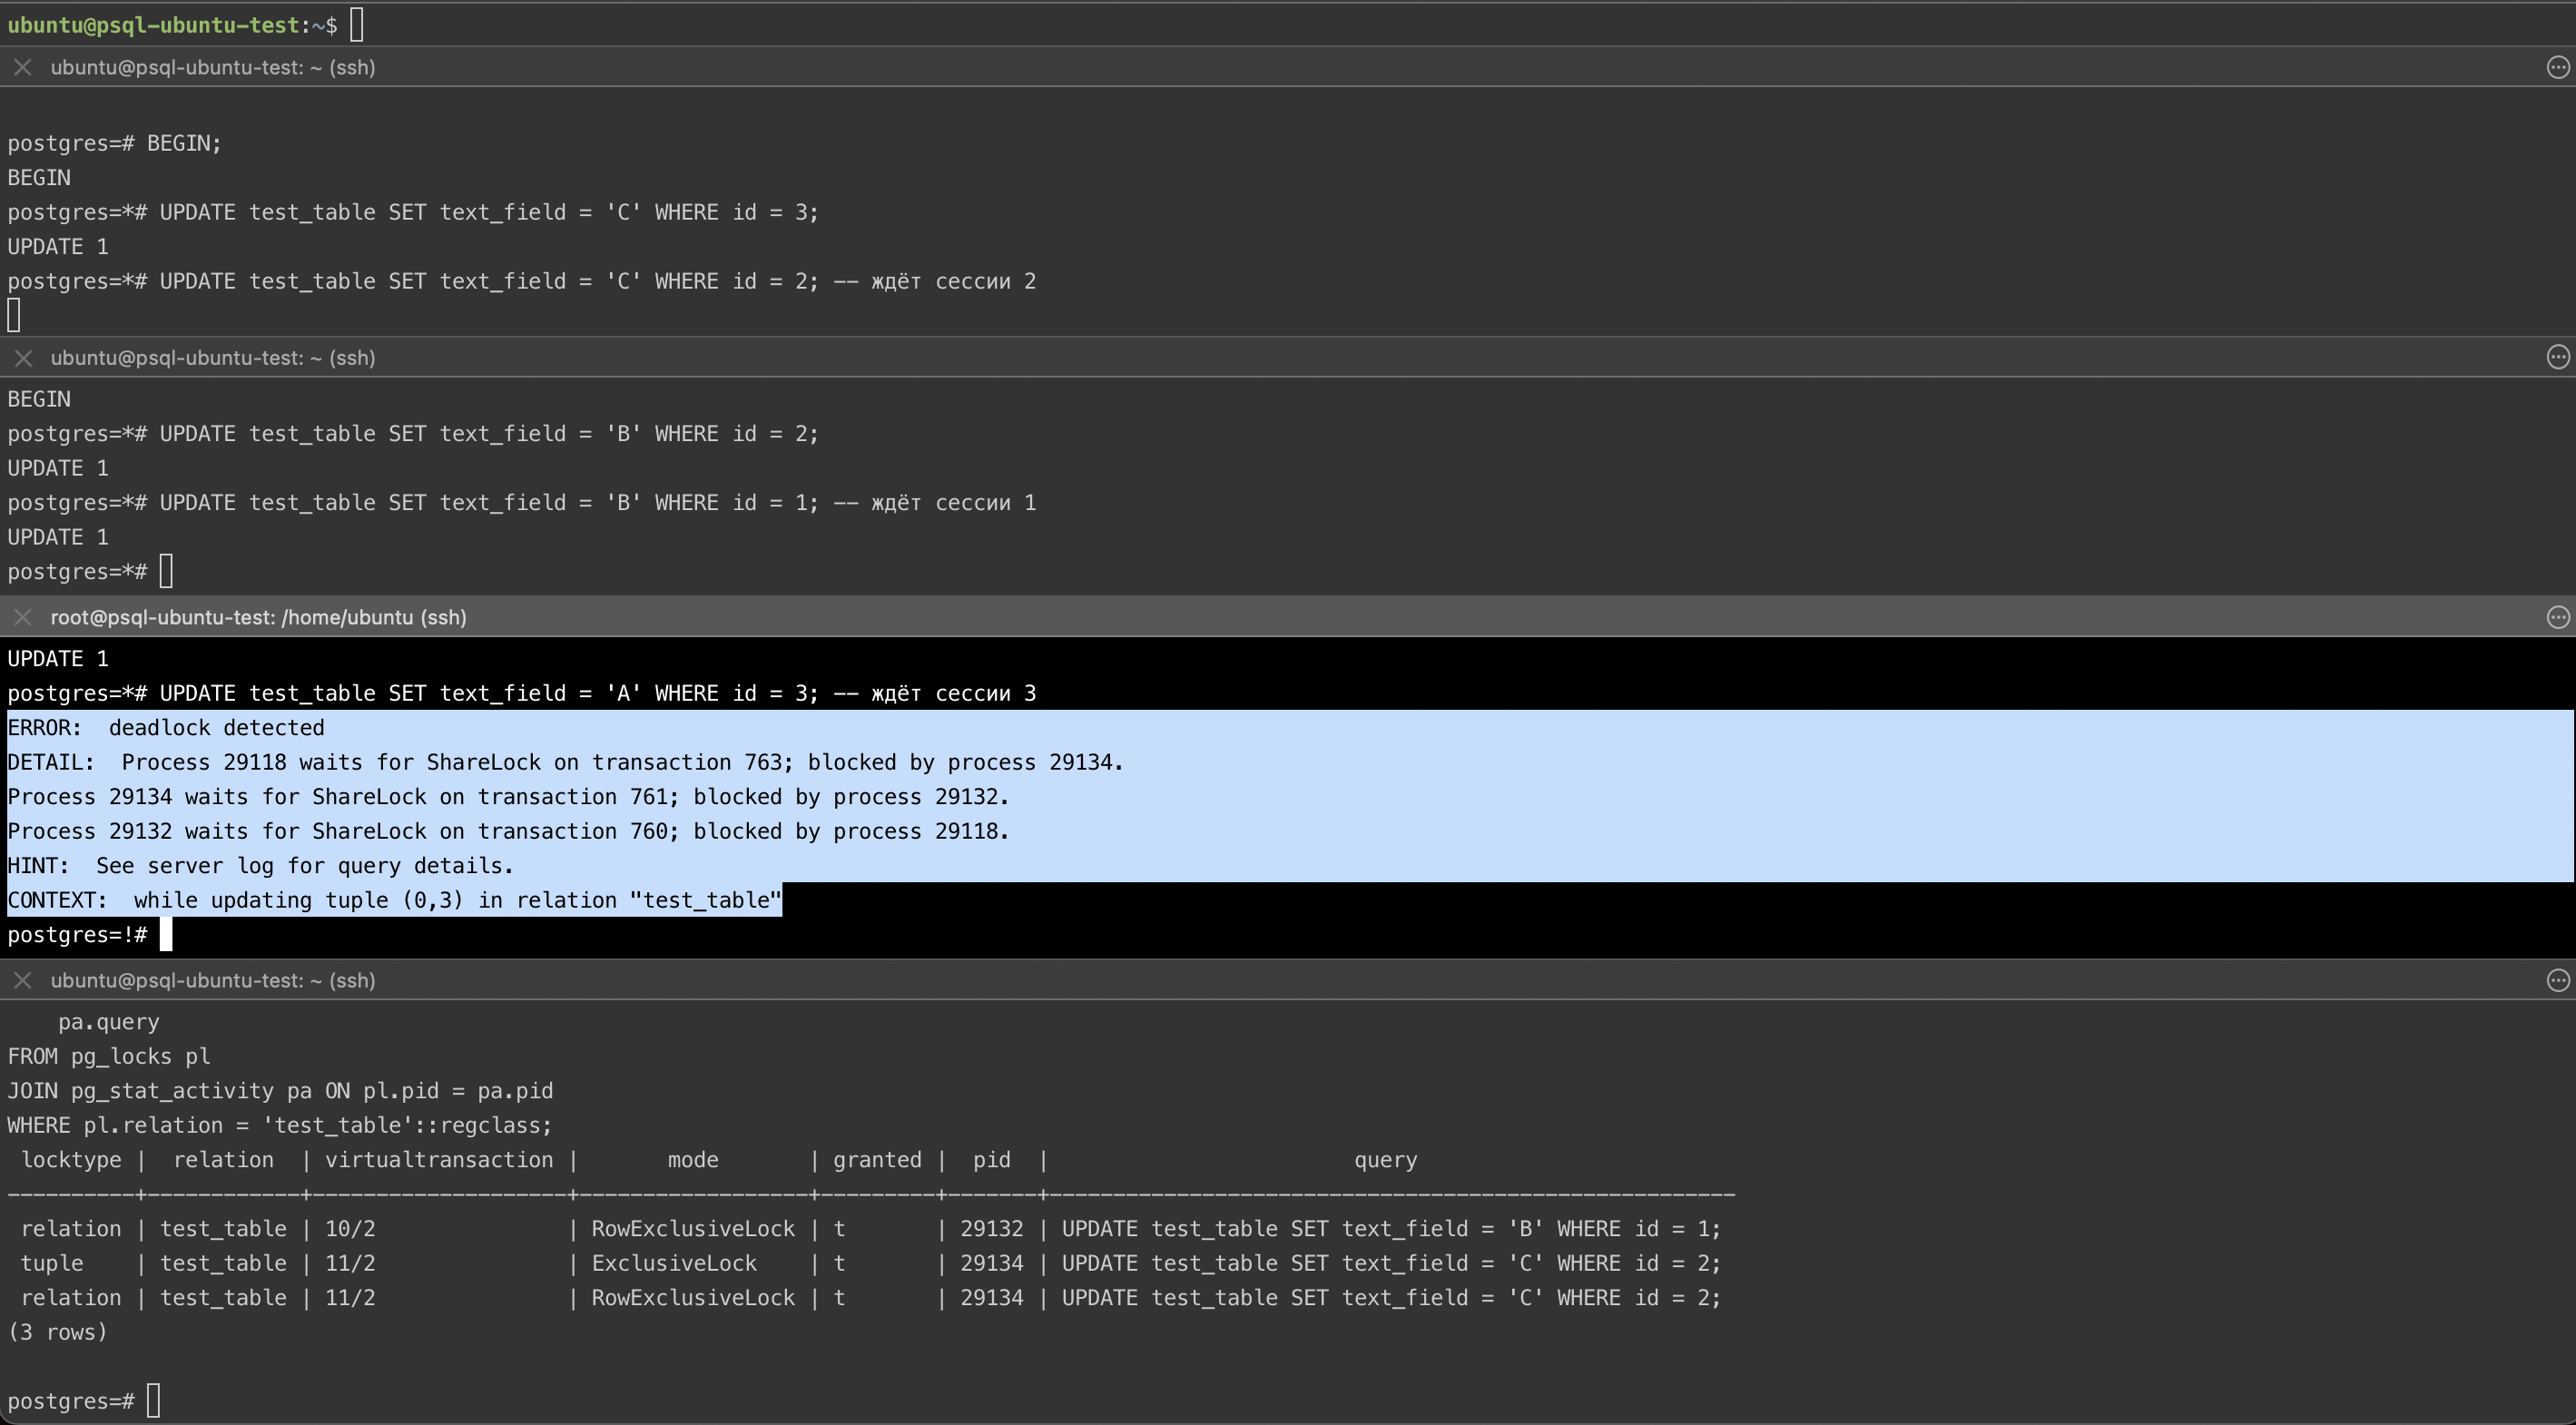 ubuntu@psql-ubuntu-test:~$
ubuntu@psql-ubuntu-test: ~ (ssh)
postgres=# BEGIN;
BEGIN
postgres=*# UPDATE test_table SET text_field = 'C' WHERE id = 3;
UPDATE 1
postgres=*# UPDATE test_table SET text_field = 'C' WHERE id = 2; -- ждёт сессии 2
ubuntu@psql-ubuntu-test: ~ (ssh)
BEGIN
postgres=*# UPDATE test_table SET text_field = 'B' WHERE id = 2;
UPDATE 1
postgres=*# UPDATE test_table SET text_field = 'B' WHERE id = 1; -- ждёт сессии 1
UPDATE 1
postgres=*#
root@psql-ubuntu-test: /home/ubuntu (ssh)
UPDATE 1
postgres=*# UPDATE test_table SET text_field = 'A' WHERE id = 3; -- ждёт сессии 3
ERROR:  deadlock detected
DETAIL:  Process 29118 waits for ShareLock on transaction 763; blocked by process 29134.
Process 29134 waits for ShareLock on transaction 761; blocked by process 29132.
Process 29132 waits for ShareLock on transaction 760; blocked by process 29118.
HINT:  See server log for query details.
CONTEXT:  while updating tuple (0,3) in relation "test_table"
postgres=!#
ubuntu@psql-ubuntu-test: ~ (ssh)
    pa.query
FROM pg_locks pl
JOIN pg_stat_activity pa ON pl.pid = pa.pid
WHERE pl.relation = 'test_table'::regclass;
 locktype |  relation  | virtualtransaction |       mode       | granted |  pid  |                        query
----------+------------+--------------------+------------------+---------+-------+------------------------------------------------------
 relation | test_table | 10/2               | RowExclusiveLock | t       | 29132 | UPDATE test_table SET text_field = 'B' WHERE id = 1;
 tuple    | test_table | 11/2               | ExclusiveLock    | t       | 29134 | UPDATE test_table SET text_field = 'C' WHERE id = 2;
 relation | test_table | 11/2               | RowExclusiveLock | t       | 29134 | UPDATE test_table SET text_field = 'C' WHERE id = 2;
(3 rows)
postgres=#